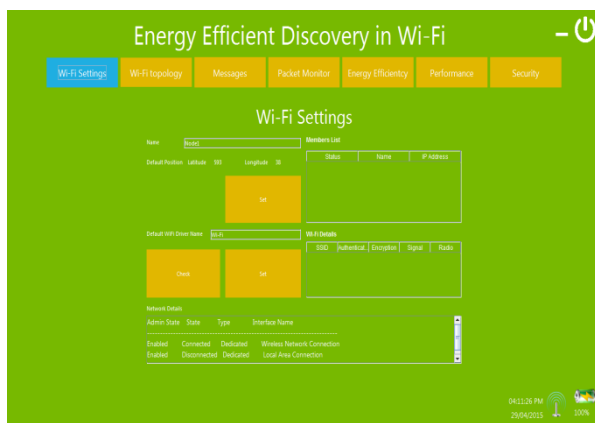 Energy Efficient Discovery in Wi-Fi
Wi-Fi Settings Wi-Fi topology Messages Packet Monitor Energy Efficientcy Performance Security
Wi-Fi Settings
Name Node1 Members List
Status Name IP Address
Default Position Latitude 593 Longitude 28
Set
Default WIFI Driver Name Wi-Fi Wi-Fi Details
SSID Authenticat.. Encryption Signal Radio
Check Set
Network Details
Admin State State Type Interface Name
Enabled Connected Dedicated Wireless Network Connection
Enabled Disconnected Dedicated Local Area Connection
04:11:26 PM
29/04/2015 100%